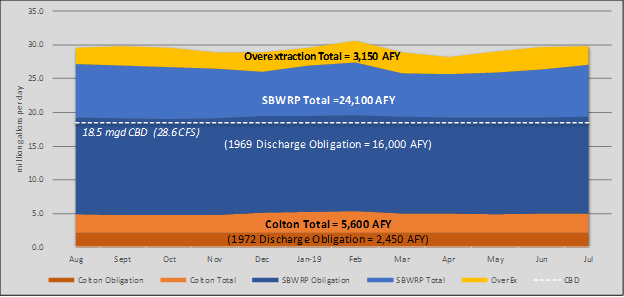 35.0
30.0
25.0
20.0
15.0
10.0
5.0
0.0
million gallons per day
Overextraction Total = 3,150 AFY
SBWRP Total =24,100 AFY
18.5 mgd CBD (28.6 CFS)
(1969 Discharge Obligation = 16,000 AFY)
Colton Total = 5,600 AFY
(1972 Discharge Obligation = 2,450 AFY)
Aug Sept Oct Nov Dec Jan-19 Feb Mar Apr May Jun Jul
Colton Obligation Colton Total SBWRP Obligation SBWRP Total OverEx CBD